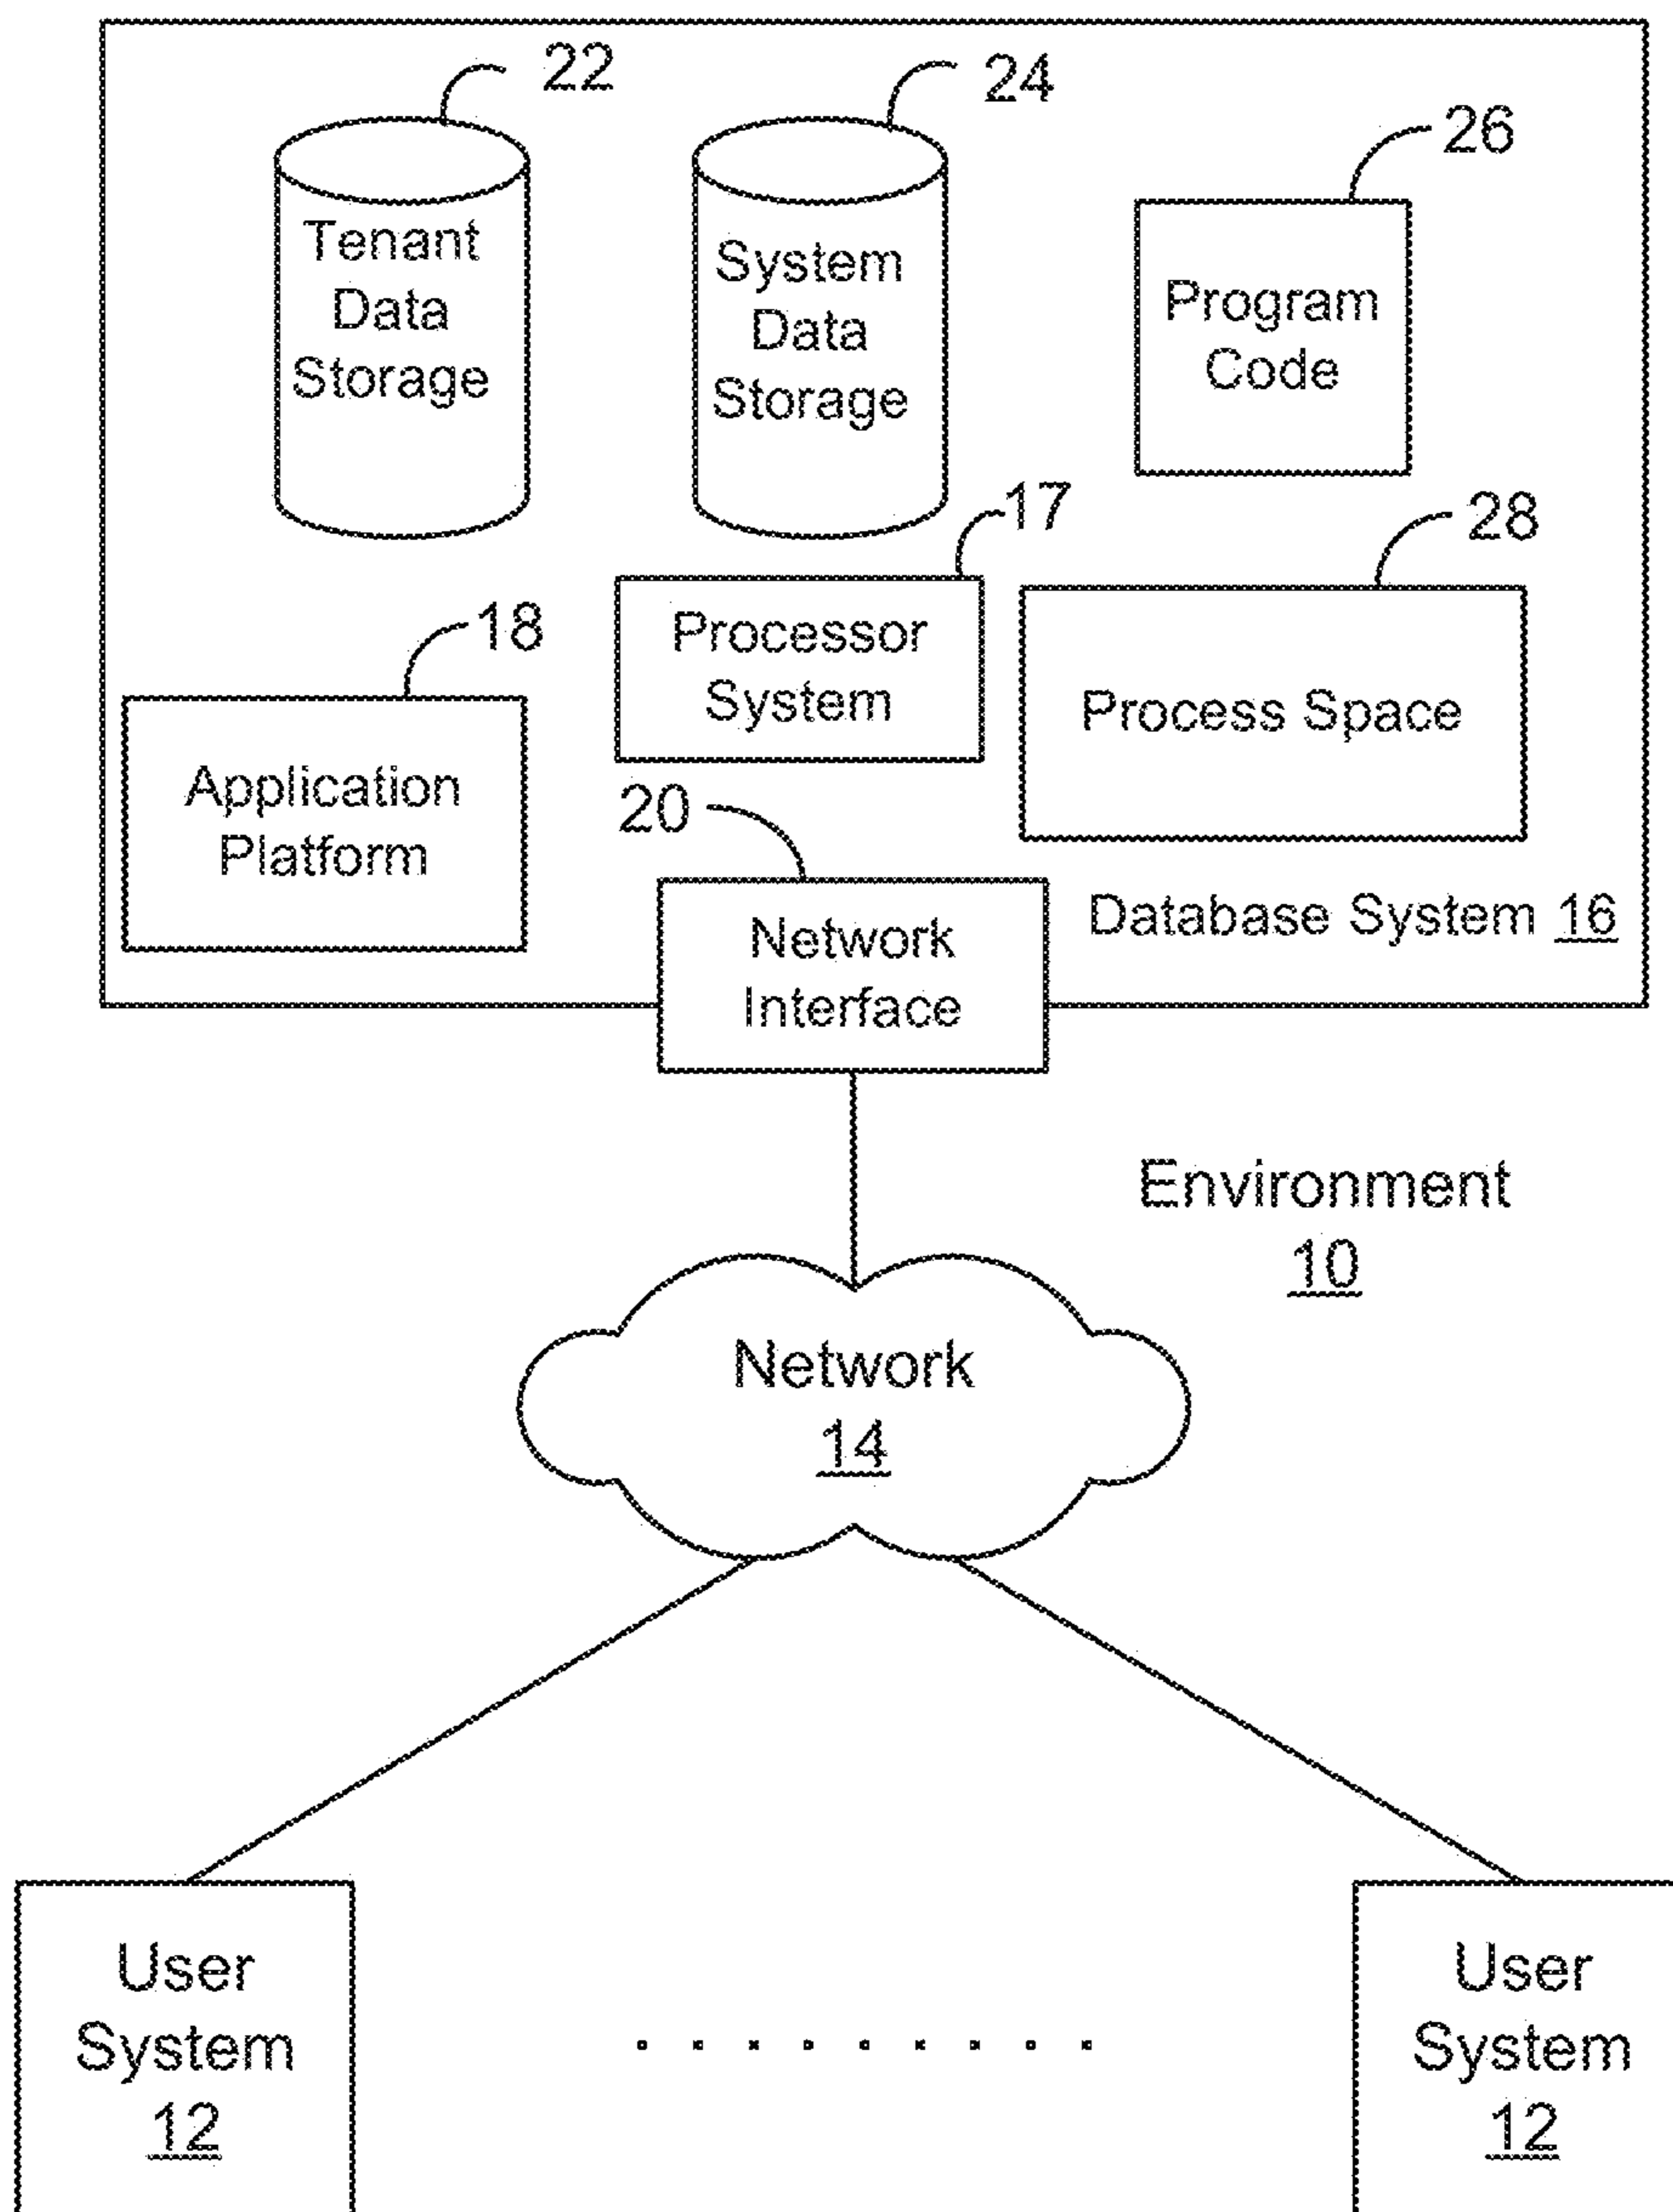 22
24
26
Tenant
Data
Storage
System
Data
Storage
Program
Code
17
28
18
Processor
System
Process Space
Application
Platform
20
Network
Interface
Database System 16
Environment
10
Network
14
User
System
12
User
System
12